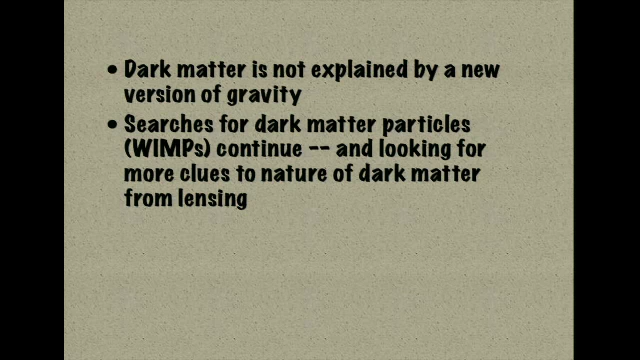 • Dark matter is not explained by a new
version of gravity
• Searches for dark matter particles
(WIMPs) continue -- and looking for
more clues to nature of dark matter
from lensing